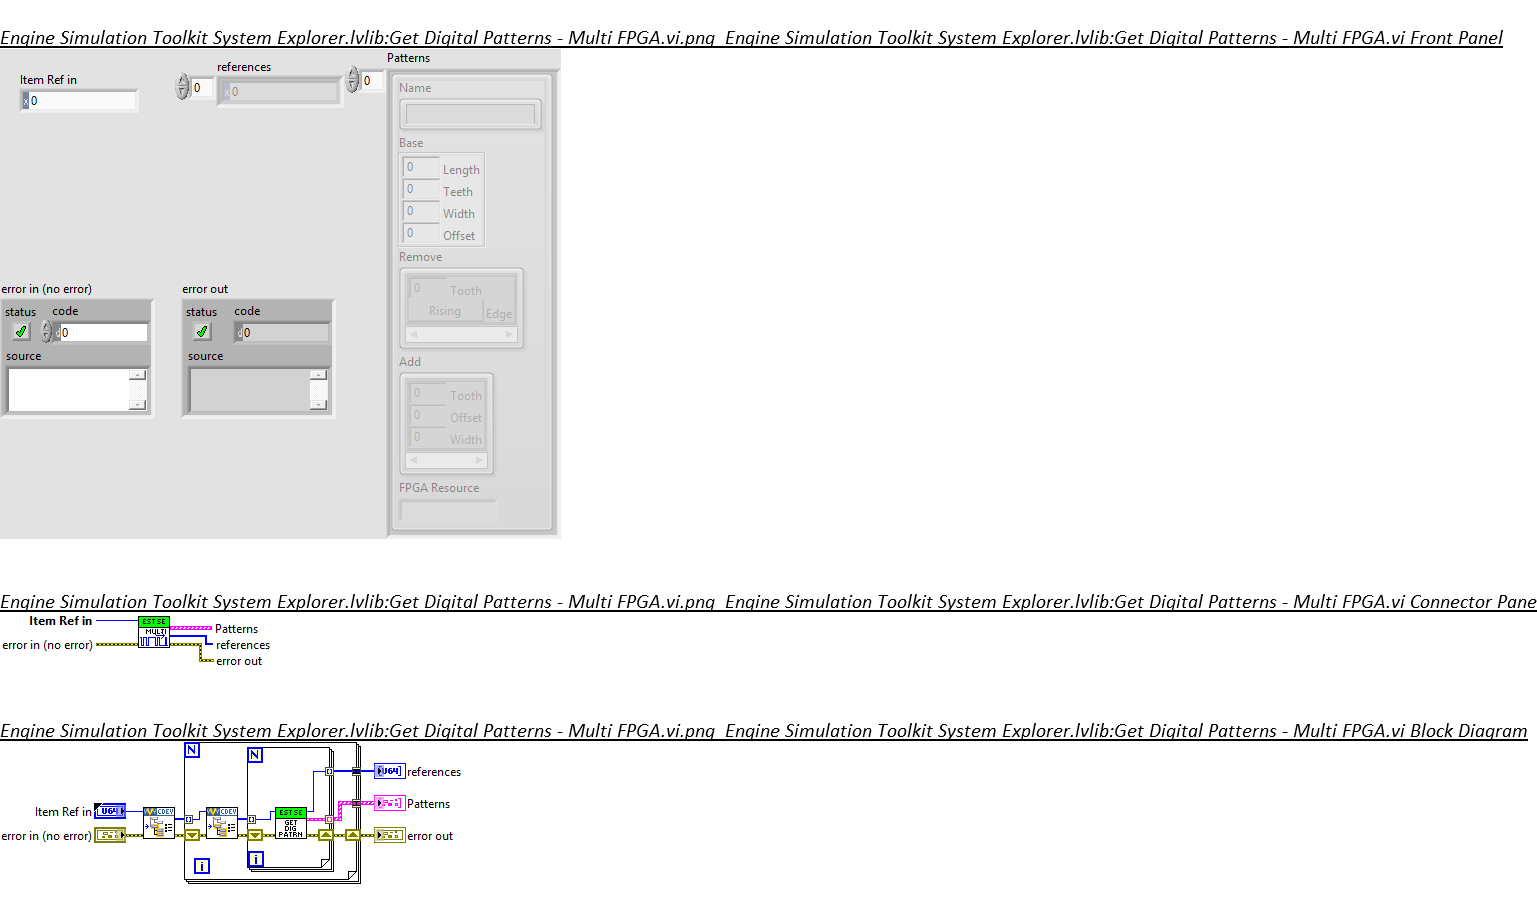 Engine Simulation Toolkit System Explorer.lvlib:Get Digital Patterns - Multi FPGA.vi.png  Engine Simulation Toolkit System Explorer.lvlib:Get Digital Patterns - Multi FPGA.vi Front Panel
Patterns
references
Item Ref in
0
0
x 0
x 0
Name
Base
0 Length
0 Teeth
0 Width
0 Offset
Remove
0 Tooth
Rising Edge
Add
0 Tooth
0 Offset
0 Width
FPGA Resource
error in (no error)
status code
d 0
source
error out
status code
d 0
source
Engine Simulation Toolkit System Explorer.lvlib:Get Digital Patterns - Multi FPGA.vi.png  Engine Simulation Toolkit System Explorer.lvlib:Get Digital Patterns - Multi FPGA.vi Connector Pane
Item Ref in
error in (no error)
EST SE
MULTI
Patterns
references
error out
Engine Simulation Toolkit System Explorer.lvlib:Get Digital Patterns - Multi FPGA.vi.png  Engine Simulation Toolkit System Explorer.lvlib:Get Digital Patterns - Multi FPGA.vi Block Diagram
N
N
U64 references
Item Ref in U64
CDEV
CDEV
EST SE
GET
DIG
PATRN
Patterns
error in (no error)
error out
i
i